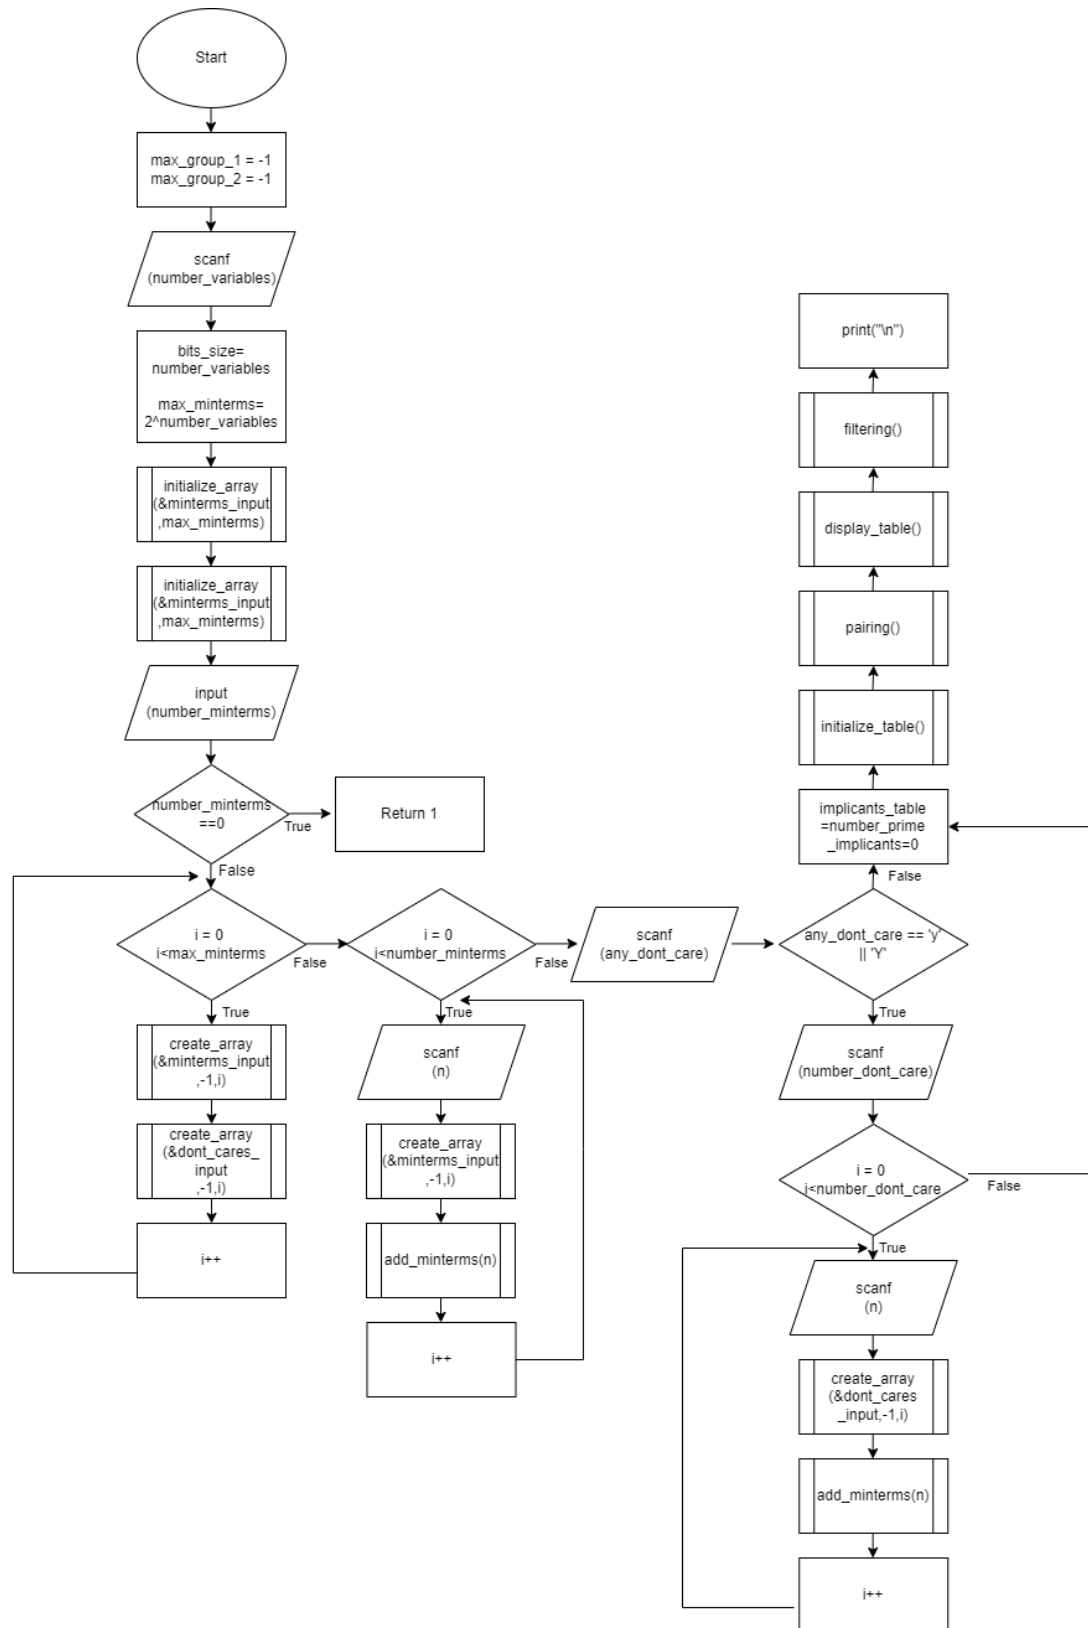 Start
max_group_1 = -1
max_group_2 = -1
scanf
(number_variables)
bits_size=
number_variables
max_minterms=
2^number_variables
initialize_array
(&minterms_input
,max_minterms)
initialize_array
(&minterms_input
,max_minterms)
input
(number_minterms)
number_minterms
==0
True
Return 1
False
i = 0
i<max_minterms
False
True
create_array
(&minterms_input
,-1,i)
create_array
(&dont_cares_
input
,-1,i)
i++
i = 0
i<number_minterms
False
True
scanf
(n)
create_array
(&minterms_input
,-1,i)
add_minterms(n)
i++
scanf
(any_dont_care)
any_dont_care == 'y'
|| 'Y'
False
True
implicants_table
=number_prime
_implicants=0
initialize_table()
pairing()
display_table()
filtering()
print("\n")
scanf
(number_dont_care)
i = 0
i<number_dont_care
False
True
scanf
(n)
create_array
(&dont_cares
_input,-1,i)
add_minterms(n)
i++